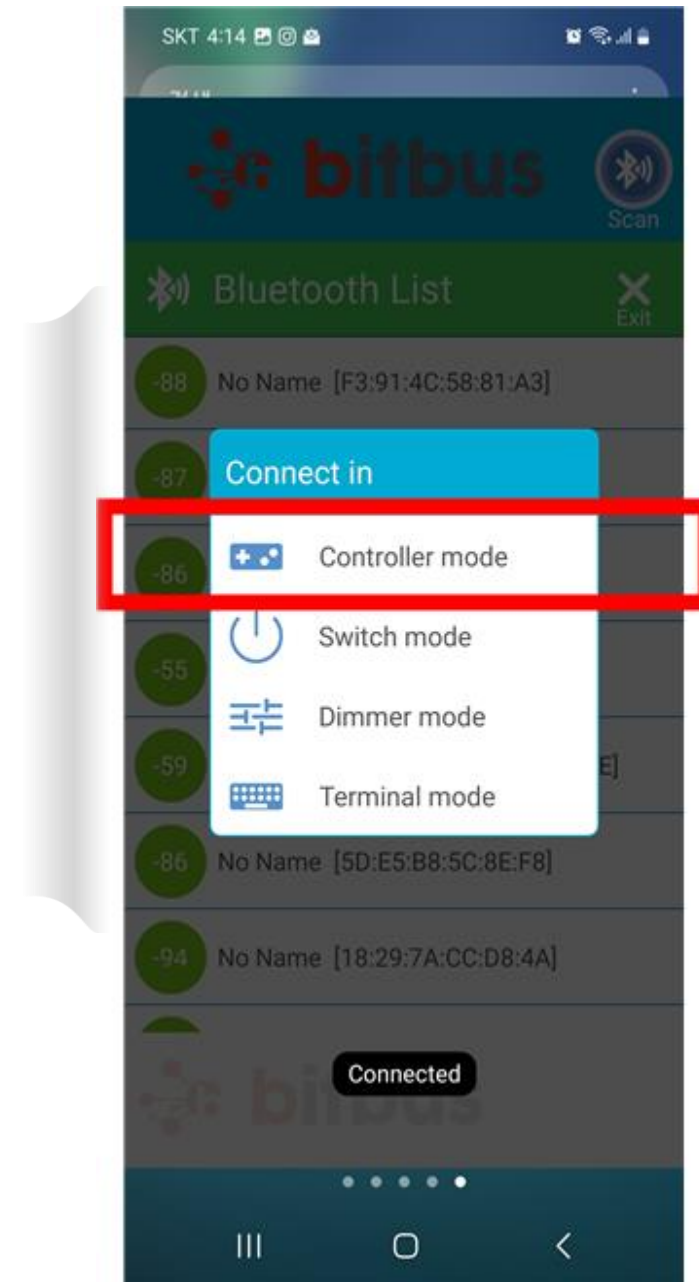 SKT 4:14
bitbus
Scan
Bluetooth List
Exit
-88 No Name [F3:91:4C:58:81:A3]
-87
Connect in
-86
Controller mode
Switch mode
-55
Dimmer mode
-59
E]
Terminal mode
-86 No Name [5D:E5:B8:5C:8E:F8]
-94 No Name [18:29:7A:CC:D8:4A]
Connected
bitbus